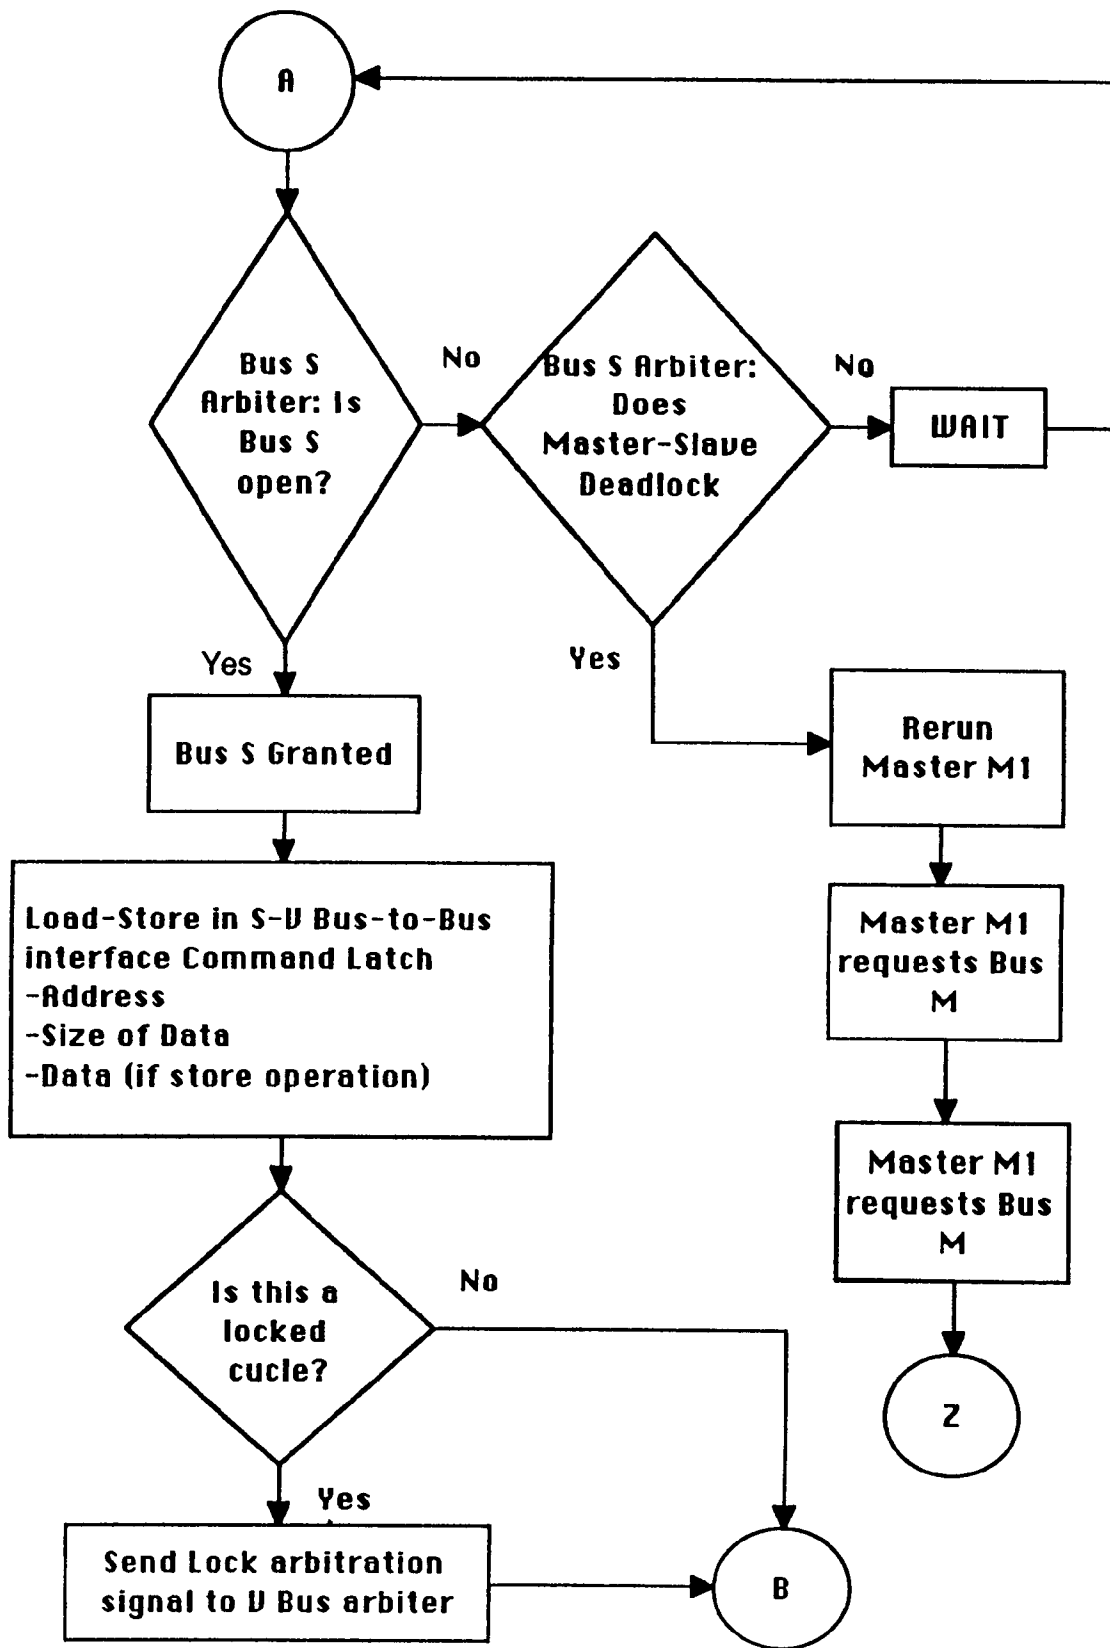 A
Bus S
Arbiter: Is
Bus S
open?
No
Bus S Arbiter:
Does
Master-Slave
Deadlock
No
WAIT
Yes
Bus S Granted
Yes
Rerun
Master M1
Load-Store in S-V Bus-to-Bus
interface Command Latch
-Address
-Size of Data
-Data (if store operation)
Master M1
requests Bus
M
Master M1
requests Bus
M
Is this a
locked
cucle?
No
Z
Yes
Send Lock arbitration
signal to V Bus arbiter
B